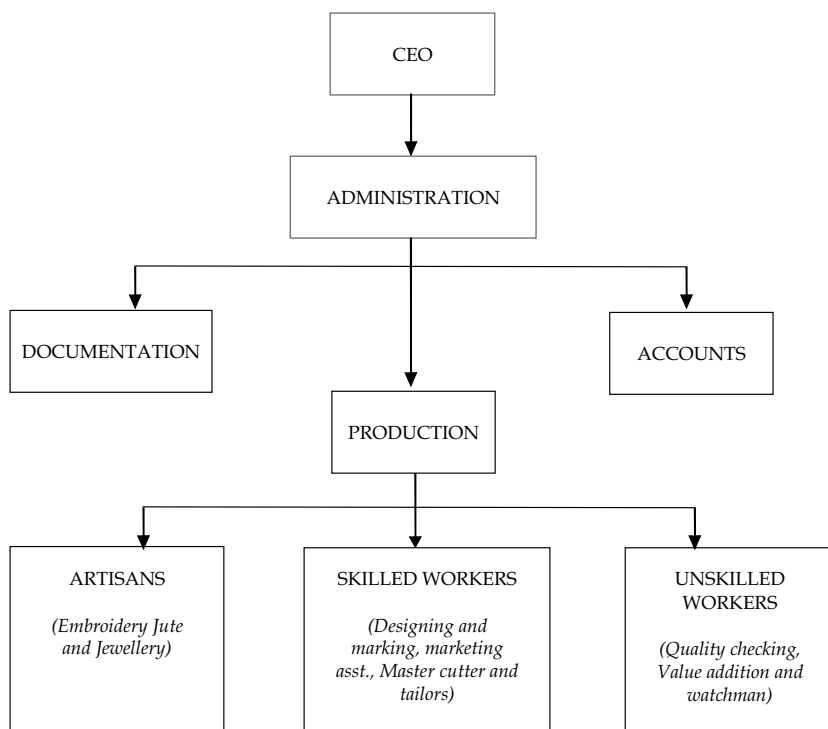 CEO
ADMINISTRATION
DOCUMENTATION
ACCOUNTS
PRODUCTION
ARTISANS
(Embroidery Jute
and Jewellery)
SKILLED WORKERS
(Designing and
marking, marketing
asst., Master cutter and
tailors)
UNSKILLED
WORKERS
(Quality checking,
Value addition and
watchman)